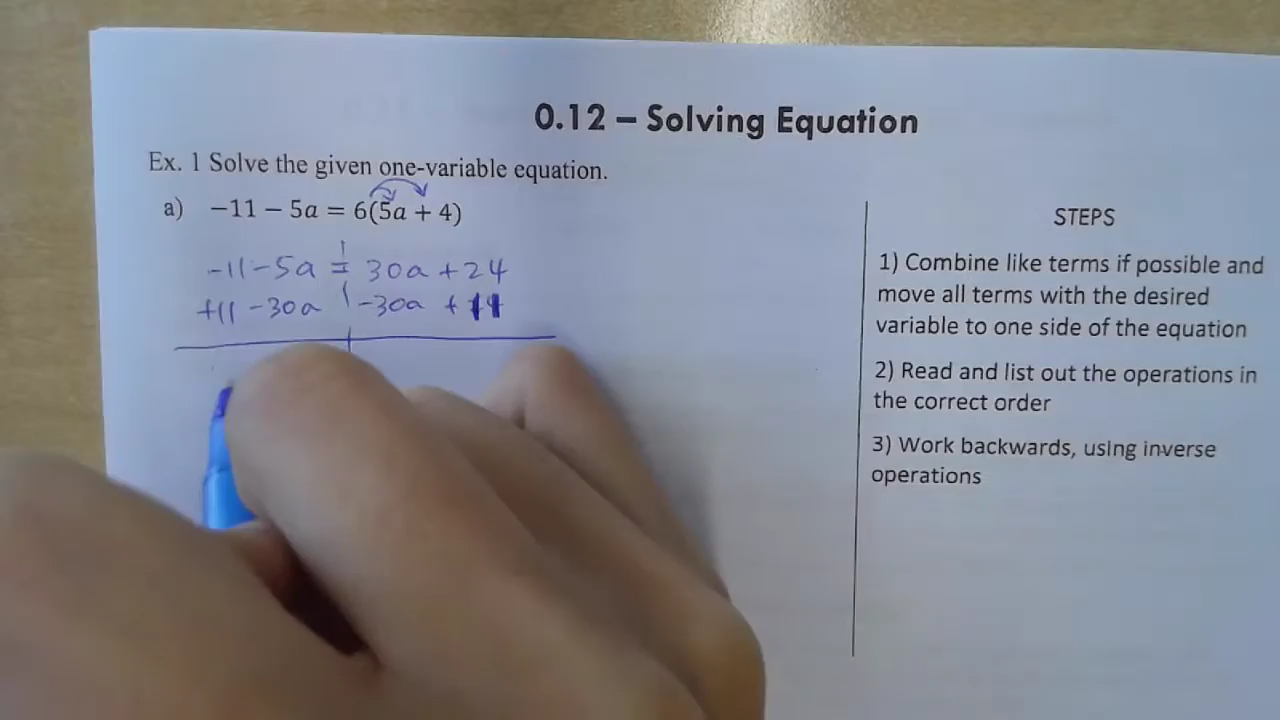 0.12 – Solving Equation
Ex. 1 Solve the given one-variable equation.
a) −11 − 5a = 6(5a + 4)
-11-5a = 30a +24
+11 -30a -30a + 11
STEPS
1) Combine like terms if possible and
move all terms with the desired
variable to one side of the equation
2) Read and list out the operations in
the correct order
3) Work backwards, using inverse
operations